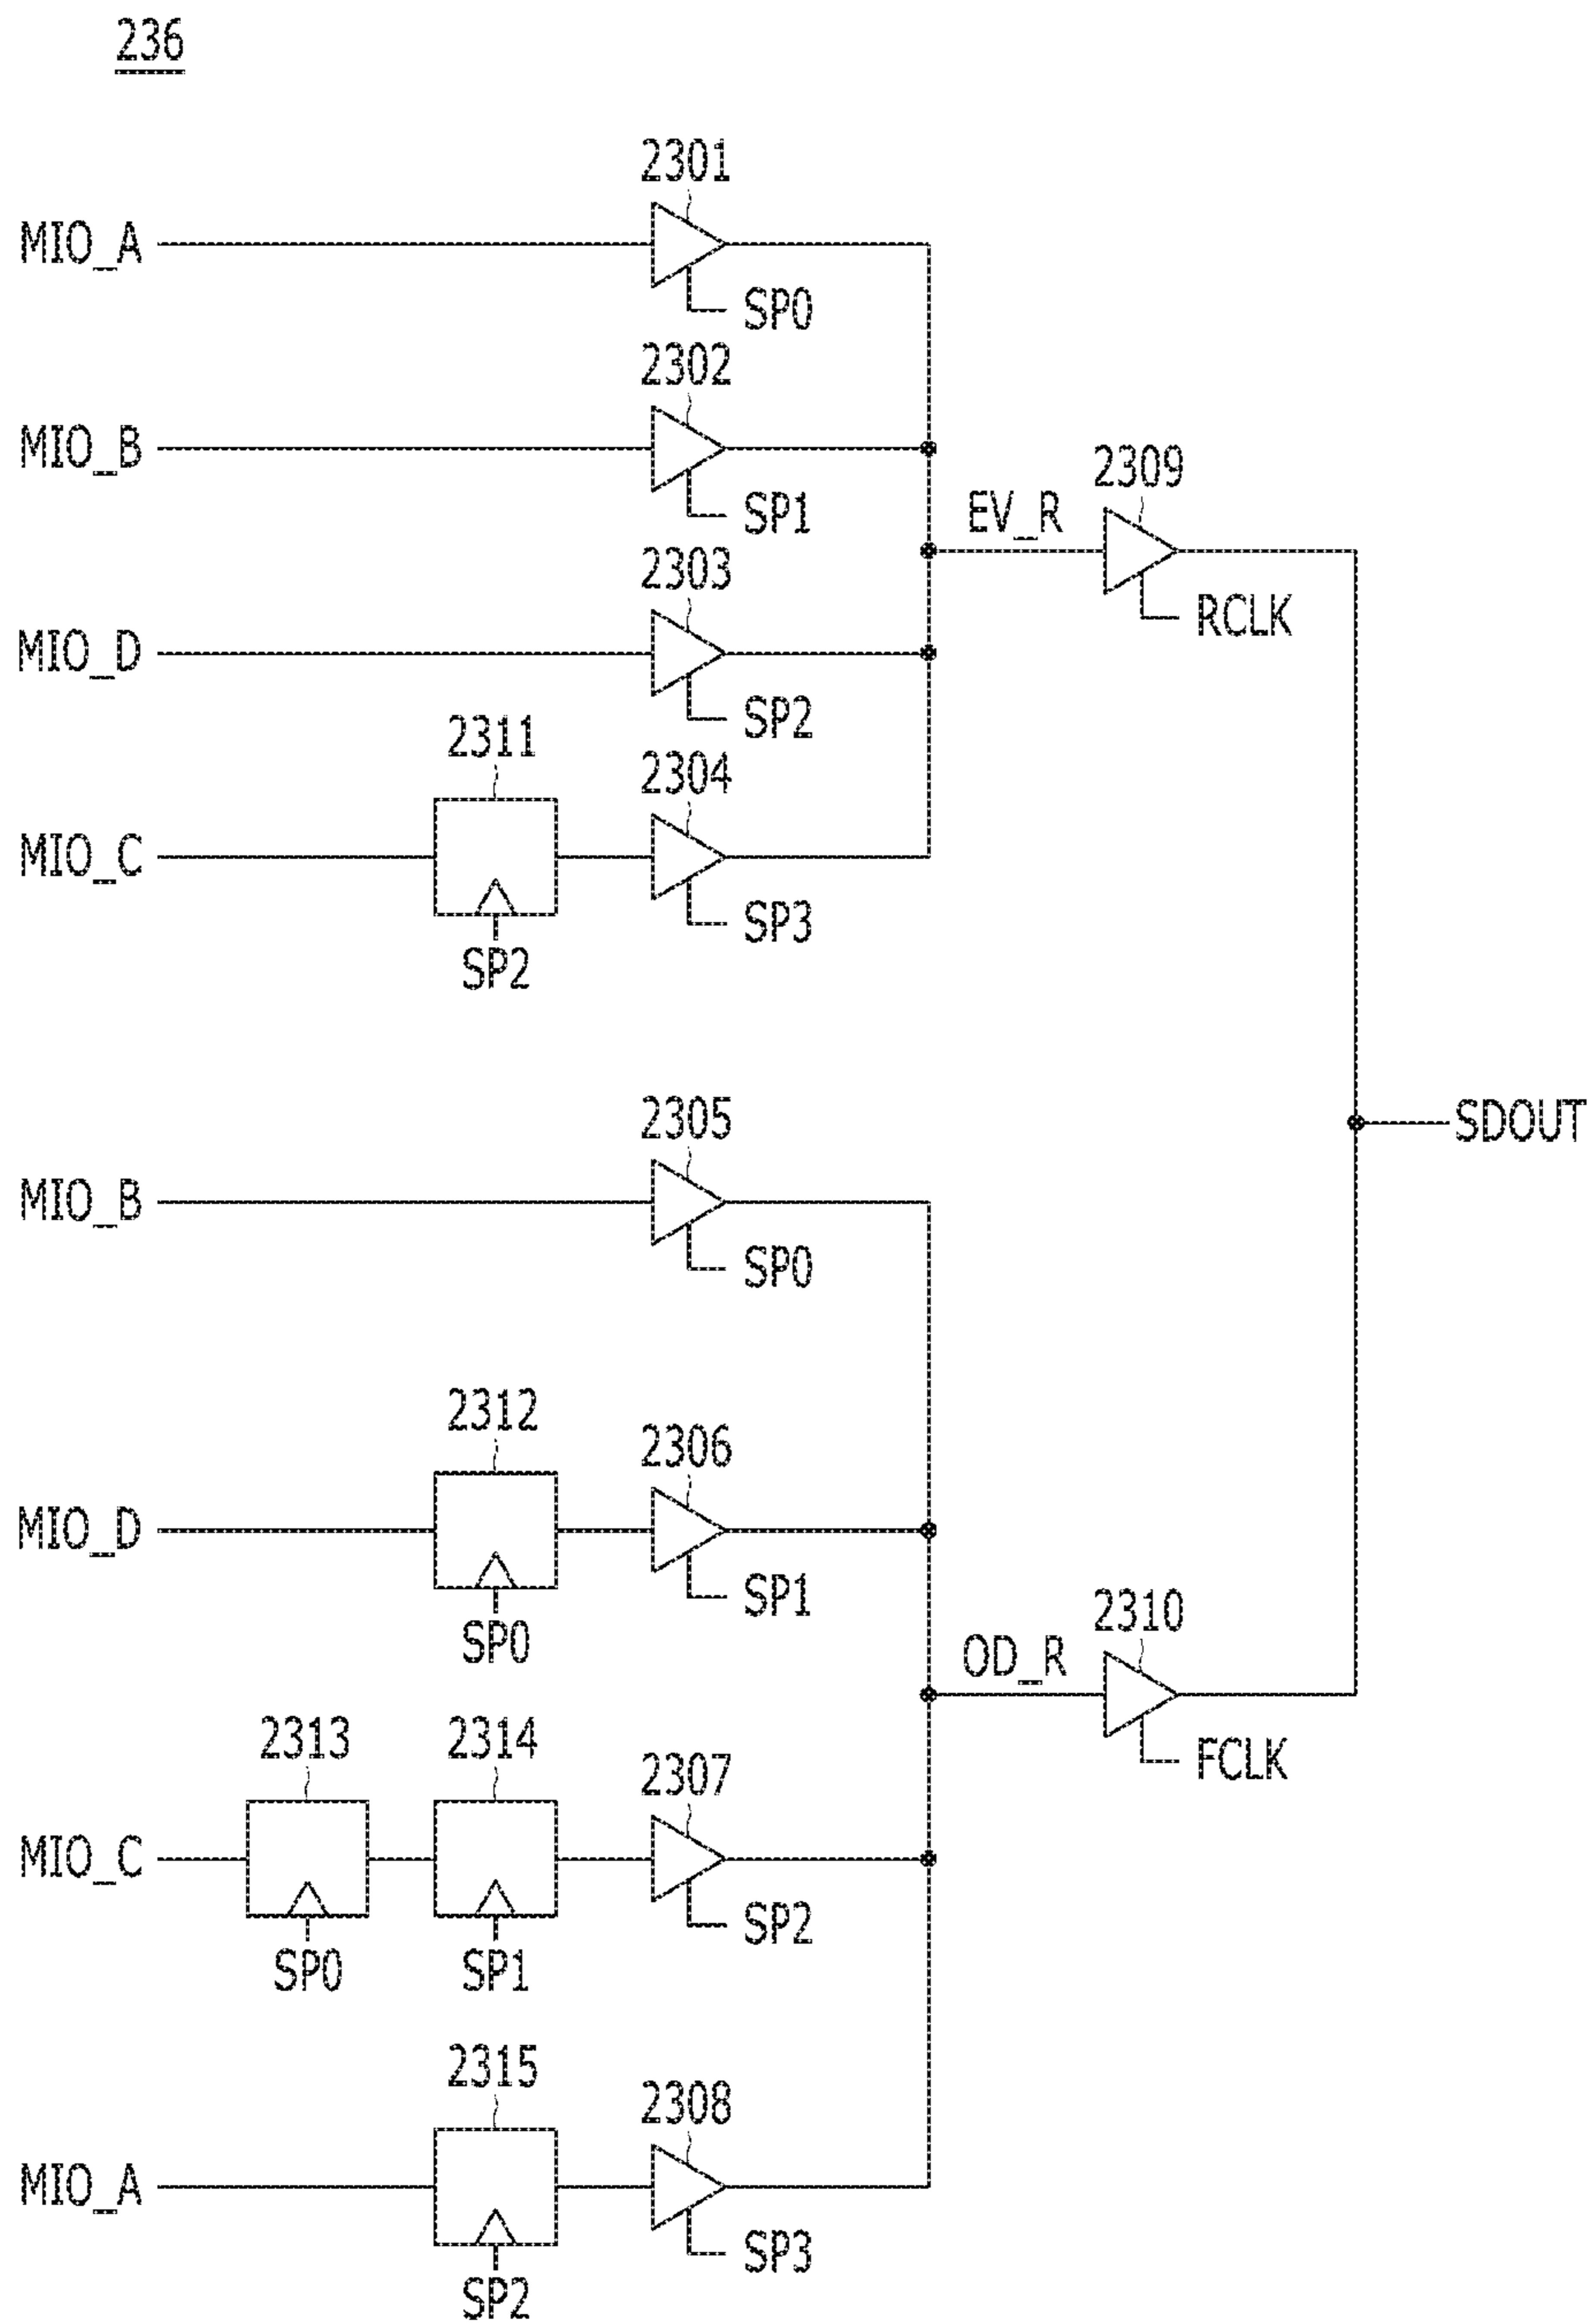 236
2301
MIO_A
SP0
2302
MIO_B
SP1
2309
EV_R
RCLK
2303
MIO_D
SP2
2311
2304
MIO_C
SP3
SP2
2305
SDOUT
MIO_B
SP0
2312
2306
MIO_D
SP1
SP0
2310
OD_R
FCLK
2313
2314
2307
MIO_C
SP2
SP0
SP1
2315
2308
MIO_A
SP3
SP2